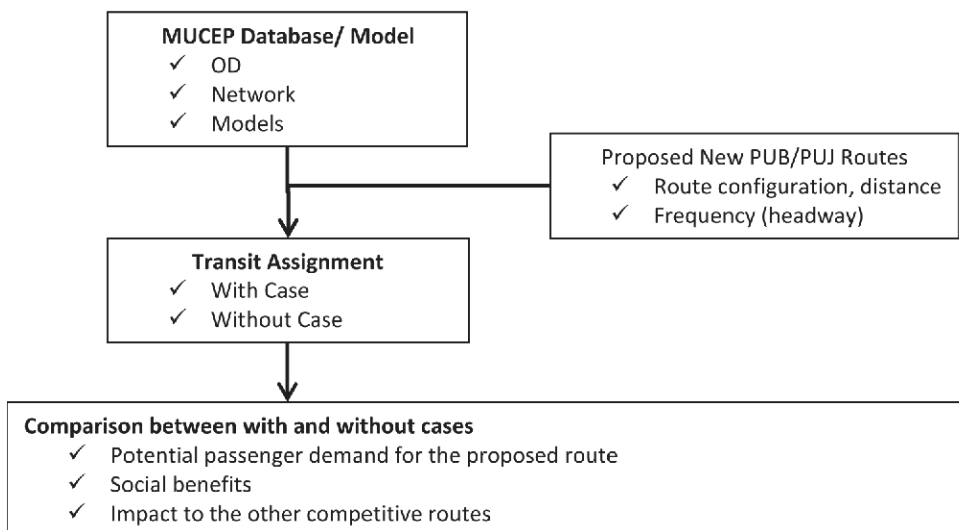 MUCEP Database/ Model
✓ OD
✓ Network
✓ Models
Proposed New PUB/PUJ Routes
✓ Route configuration, distance
✓ Frequency (headway)
Transit Assignment
✓ With Case
✓ Without Case
Comparison between with and without cases
✓ Potential passenger demand for the proposed route
✓ Social benefits
✓ Impact to the other competitive routes